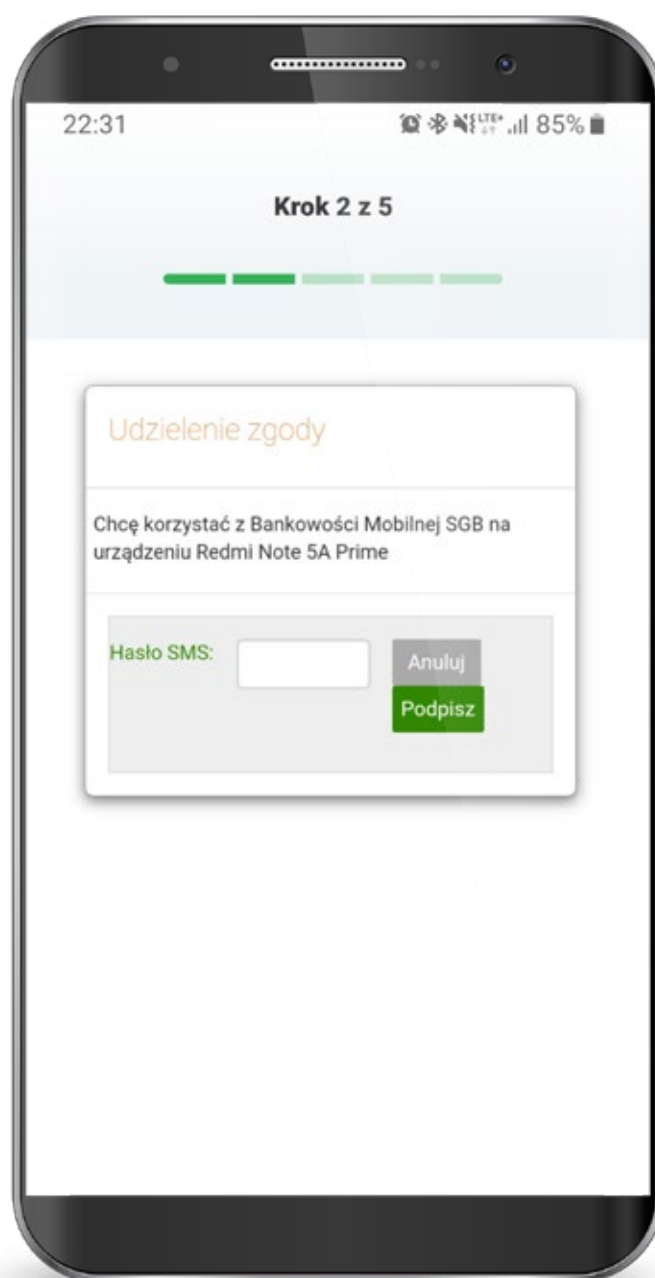 22:31
LTE+ 85%
Krok 2 z 5
Udzielenie zgody
Chcę korzystać z Bankowości Mobilnej SGB na
urządzeniu Redmi Note 5A Prime
Hasło SMS:
Anuluj
Podpisz